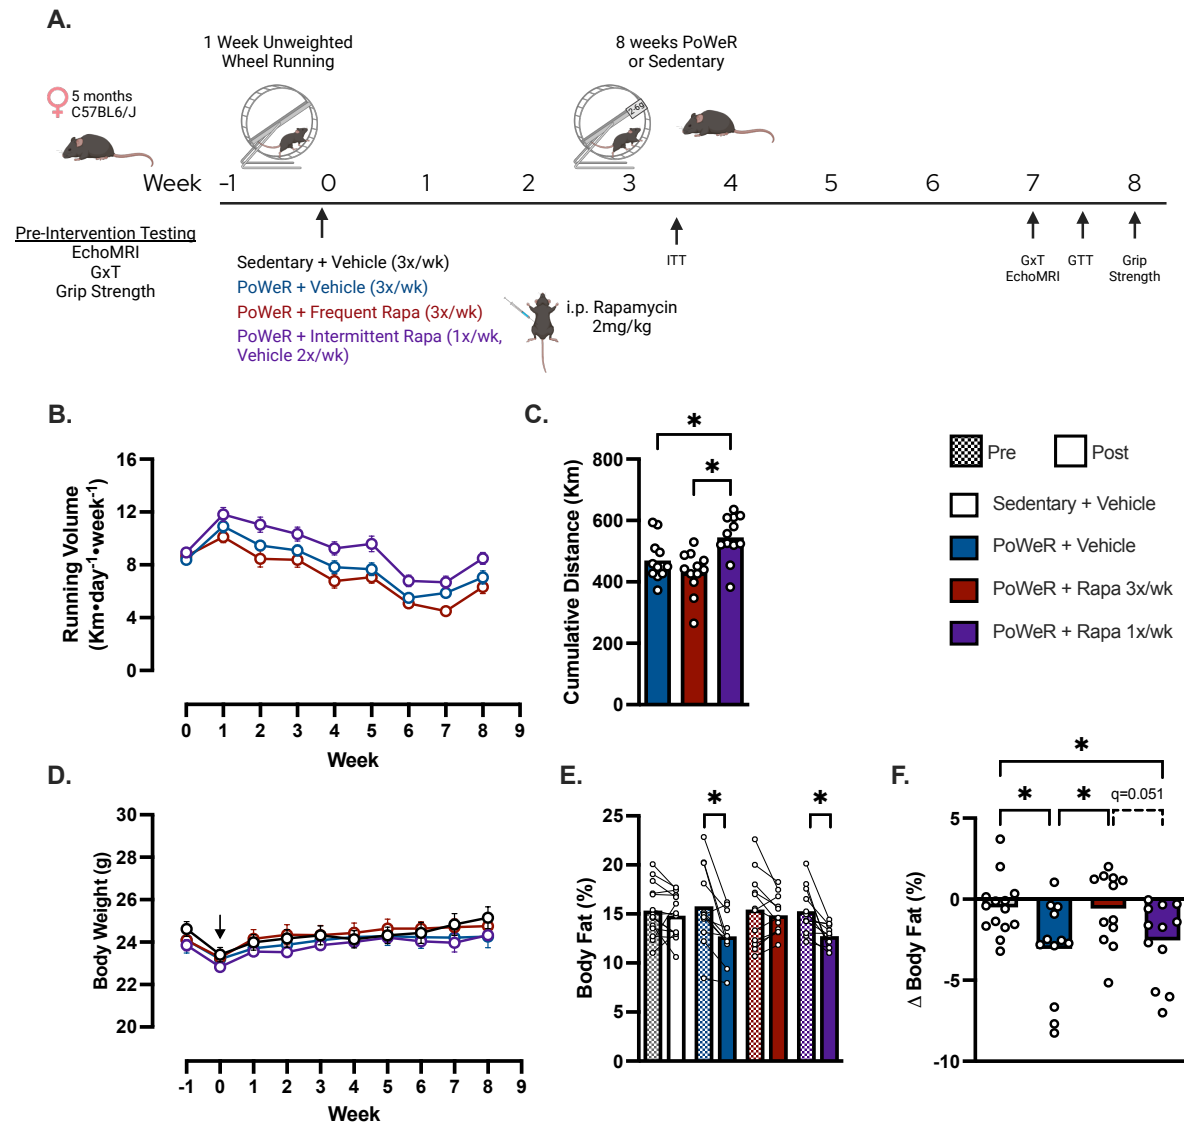 A.
1 Week Unweighted
Wheel Running
8 weeks PoWeR
or Sedentary
5 months
C57BL6/J
2-6g
Week -1 0 1 2 3 4 5 6 7 8
Pre-Intervention Testing
EchoMRI
GxT
Grip Strength
Sedentary + Vehicle (3x/wk)
PoWeR + Vehicle (3x/wk)
PoWeR + Frequent Rapa (3x/wk)
PoWeR + Intermittent Rapa (1x/wk,
Vehicle 2x/wk)
i.p. Rapamycin
2mg/kg
ITT
GxT
EchoMRI
GTT
Grip
Strength
B.
Running Volume
(Km•day⁻¹•week⁻¹)
16
12
8
4
0
0 1 2 3 4 5 6 7 8 9
Week
C.
Cumulative Distance (Km)
800
600
400
200
0
*
*
Pre Post
Sedentary + Vehicle
PoWeR + Vehicle
PoWeR + Rapa 3x/wk
PoWeR + Rapa 1x/wk
D.
Body Weight (g)
30
28
26
24
22
20
-1 0 1 2 3 4 5 6 7 8 9
Week
E.
Body Fat (%)
25
20
15
10
5
0
* *
F.
Δ Body Fat (%)
5
0
-5
-10
*
* * q=0.051